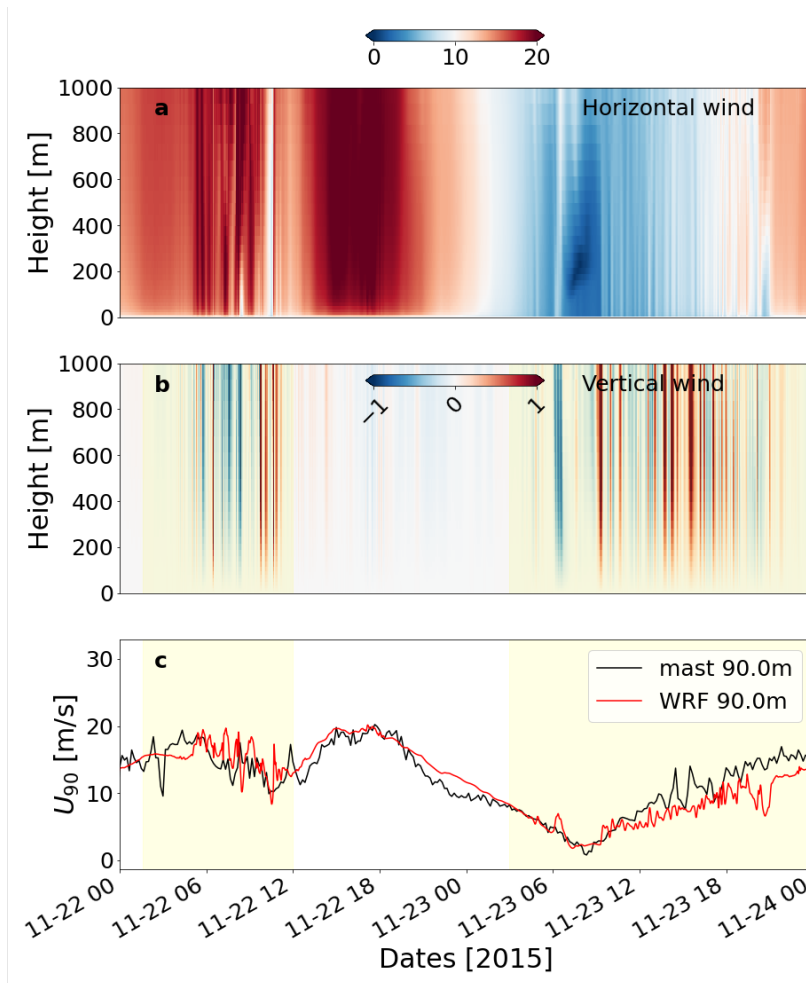 0 10 20
1000
800
600
400
200
0
Height [m]
a
Horizontal wind
1000
800
600
400
200
0
Height [m]
b
−1 0 1
Vertical wind
30
20
10
0
U90 [m/s]
c
mast 90.0m
WRF 90.0m
11-22 00 11-22 06 11-22 12 11-22 18 11-23 00 11-23 06 11-23 12 11-23 18 11-24 00
Dates [2015]